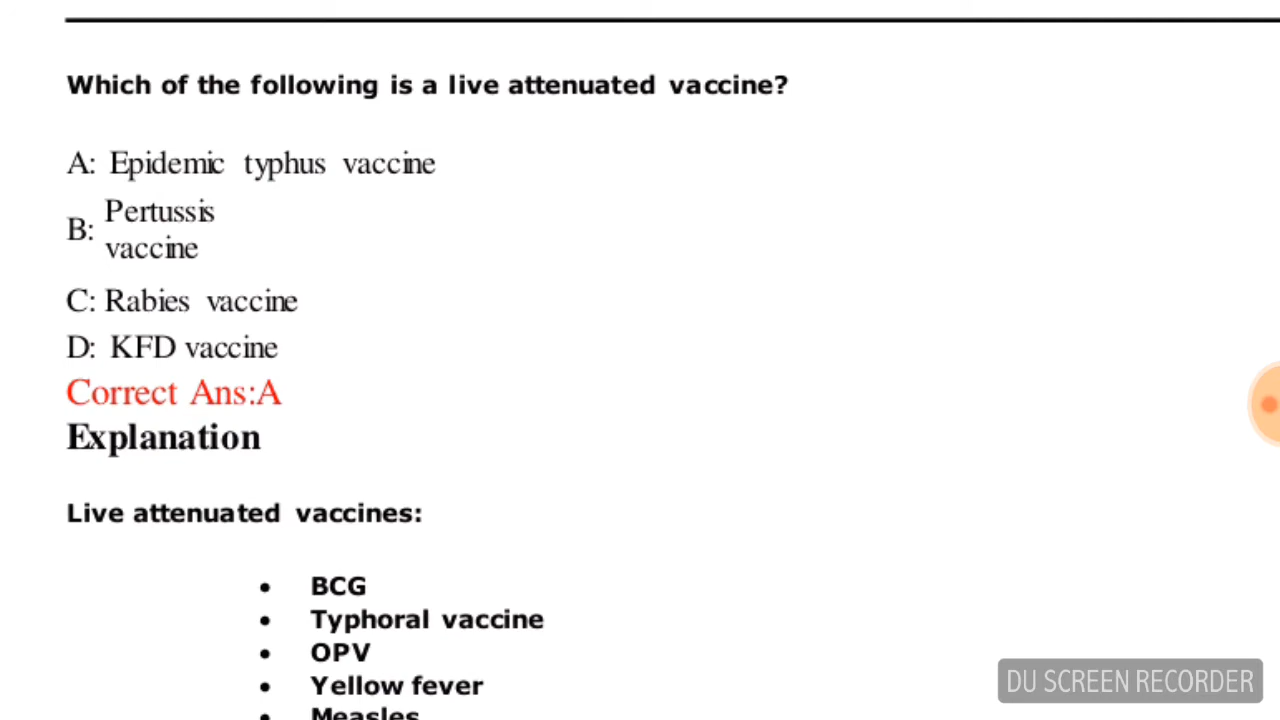 Which of the following is a live attenuated vaccine?
A: Epidemic typhus vaccine
B: Pertussis
vaccine
C: Rabies vaccine
D: KFD vaccine
Correct Ans:A
Explanation
Live attenuated vaccines:
• BCG
• Typhoral vaccine
• OPV
• Yellow fever
• Measles
DU SCREEN RECORDER